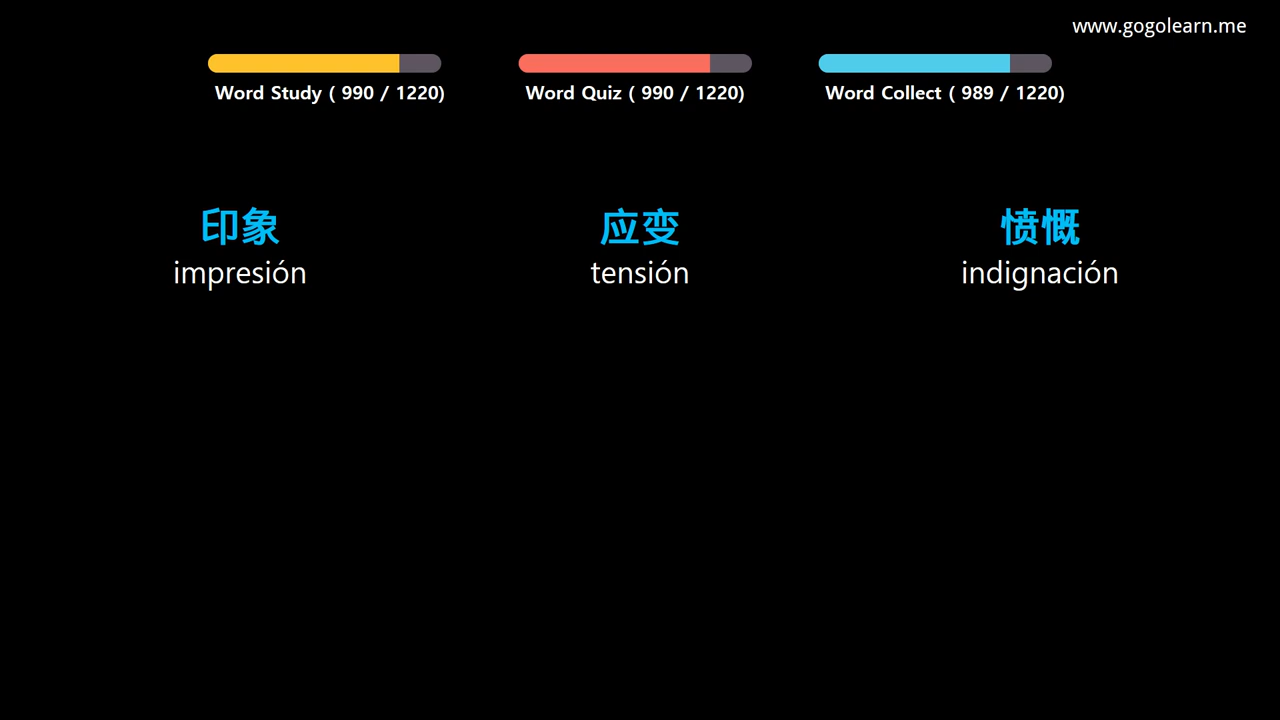 www.gogolearn.me
Word Study ( 990 / 1220)
Word Quiz ( 990 / 1220)
Word Collect ( 989 / 1220)
印象
应变
愤慨
impresión
tensión
indignación